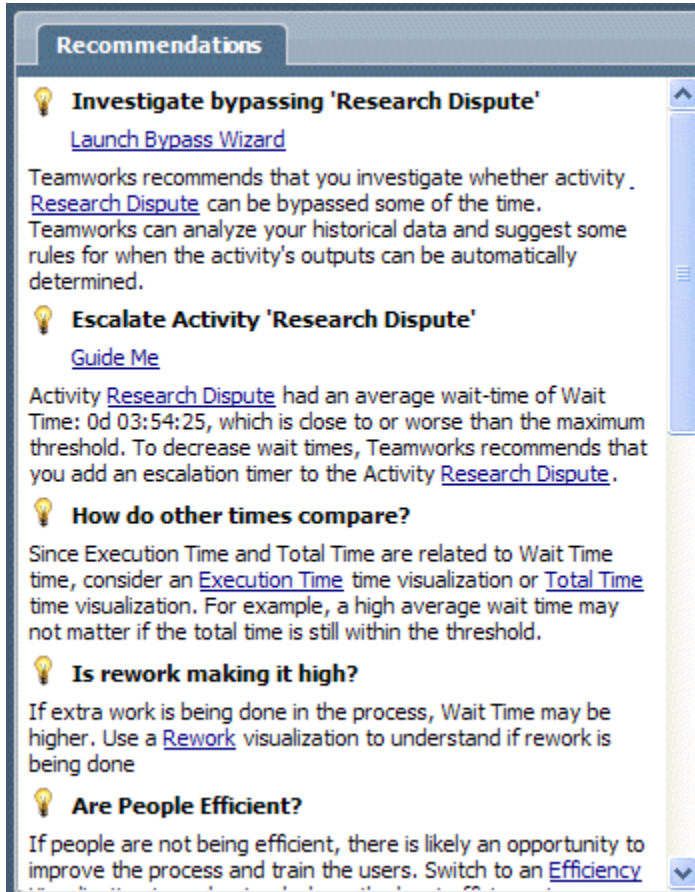 Recommendations
Investigate bypassing 'Research Dispute'
Launch Bypass Wizard
Teamworks recommends that you investigate whether activity
Research Dispute can be bypassed some of the time.
Teamworks can analyze your historical data and suggest some
rules for when the activity's outputs can be automatically
determined.
Escalate Activity 'Research Dispute'
Guide Me
Activity Research Dispute had an average wait-time of Wait
Time: 0d 03:54:25, which is close to or worse than the maximum
threshold. To decrease wait times, Teamworks recommends that
you add an escalation timer to the Activity Research Dispute.
How do other times compare?
Since Execution Time and Total Time are related to Wait Time
time, consider an Execution Time time visualization or Total Time
time visualization. For example, a high average wait time may
not matter if the total time is still within the threshold.
Is rework making it high?
If extra work is being done in the process, Wait Time may be
higher. Use a Rework visualization to understand if rework is
being done
Are People Efficient?
If people are not being efficient, there is likely an opportunity to
improve the process and train the users. Switch to an Efficiency